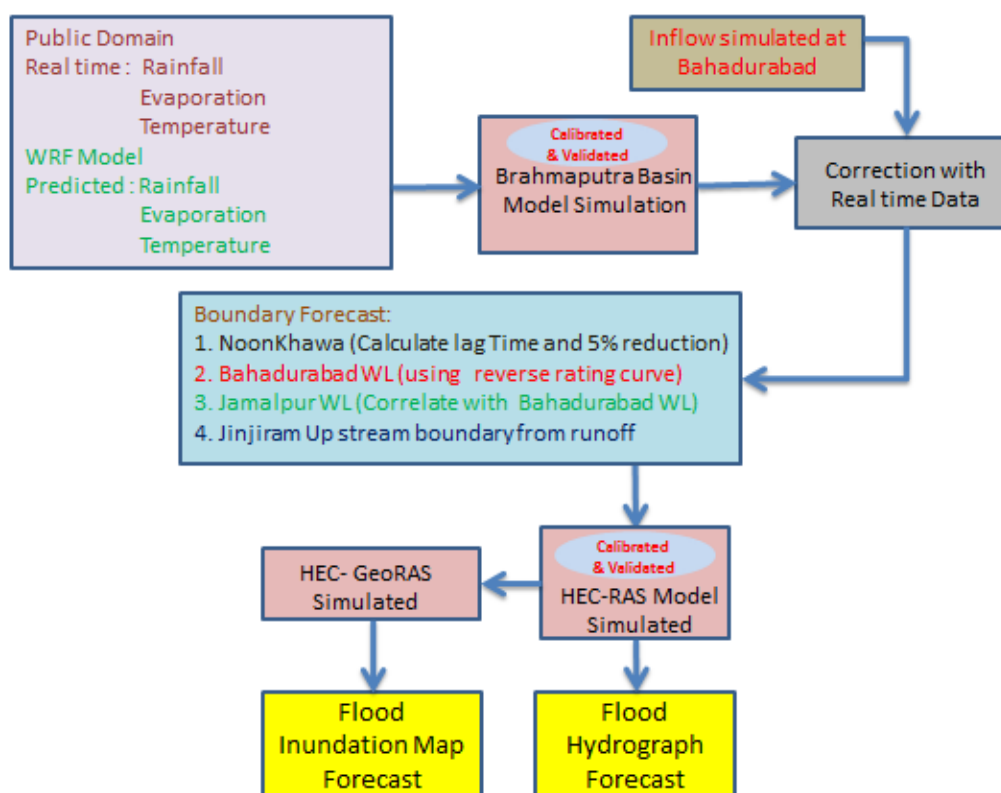 Public Domain
Real time : Rainfall
Evaporation
Temperature
WRF Model
Predicted : Rainfall
Evaporation
Temperature
Inflow simulated at
Bahadurabad
Calibrated
& Validated
Brahmaputra Basin
Model Simulation
Correction with
Real time Data
Boundary Forecast:
1. NoonKhawa (Calculate lag Time and 5% reduction)
2. Bahadurabad WL (using reverse rating curve)
3. Jamalpur WL (Correlate with Bahadurabad WL)
4. Jinjiram Up stream boundary from runoff
HEC- GeoRAS
Simulated
Calibrated
& Validated
HEC-RAS Model
Simulated
Flood
Inundation Map
Forecast
Flood
Hydrograph
Forecast